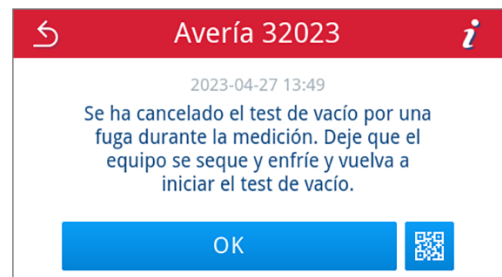 Avería 32023
i
2023-04-27 13:49
Se ha cancelado el test de vacío por una
fuga durante la medición. Deje que el
equipo se seque y enfríe y vuelva a
iniciar el test de vacío.
OK